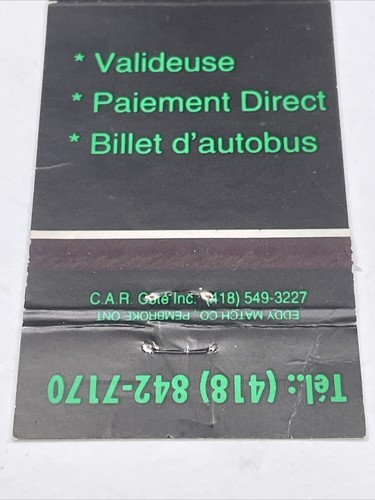 * Valideuse
* Paiement Direct
* Billet d'autobus
C.A.R. Côté Inc. (418) 549-3227
EDDY MATCH CO PEMBROKE ONT
Tél.: (418) 842-7170